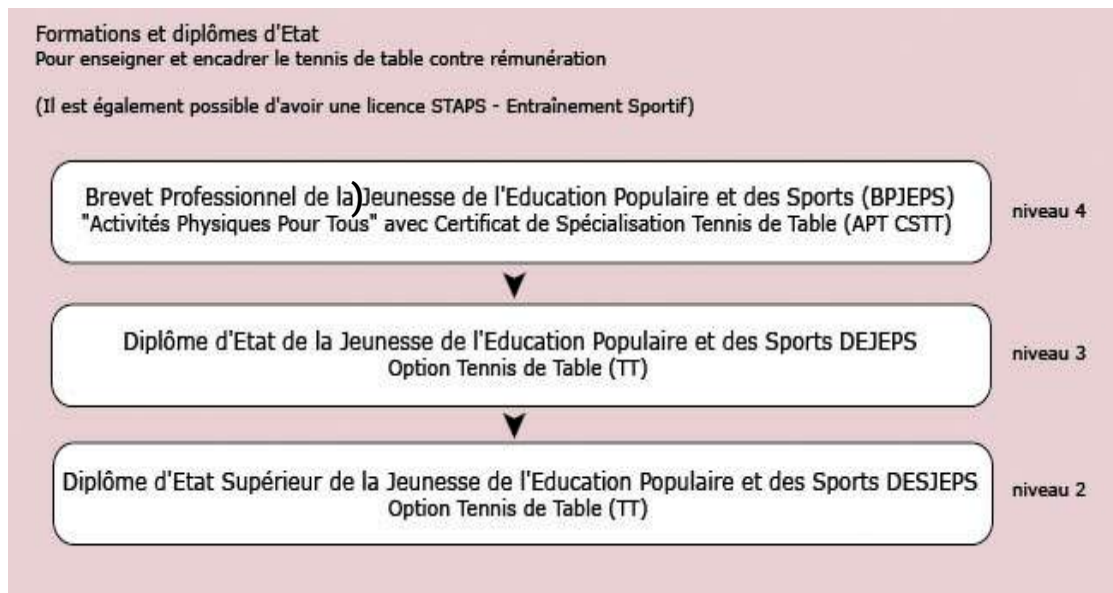 Formations et diplômes d'Etat
Pour enseigner et encadrer le tennis de table contre rémunération
(Il est également possible d'avoir une licence STAPS - Entraînement Sportif)
Brevet Professionnel de la)Jeunesse de l'Education Populaire et des Sports (BPJEPS)
"Activités Physiques Pour Tous" avec Certificat de Spécialisation Tennis de Table (APT CSTT)
niveau 4
Diplôme d'Etat de la Jeunesse de l'Education Populaire et des Sports DEJEPS
Option Tennis de Table (TT)
niveau 3
Diplôme d'Etat Supérieur de la Jeunesse de l'Education Populaire et des Sports DESJEPS
Option Tennis de Table (TT)
niveau 2